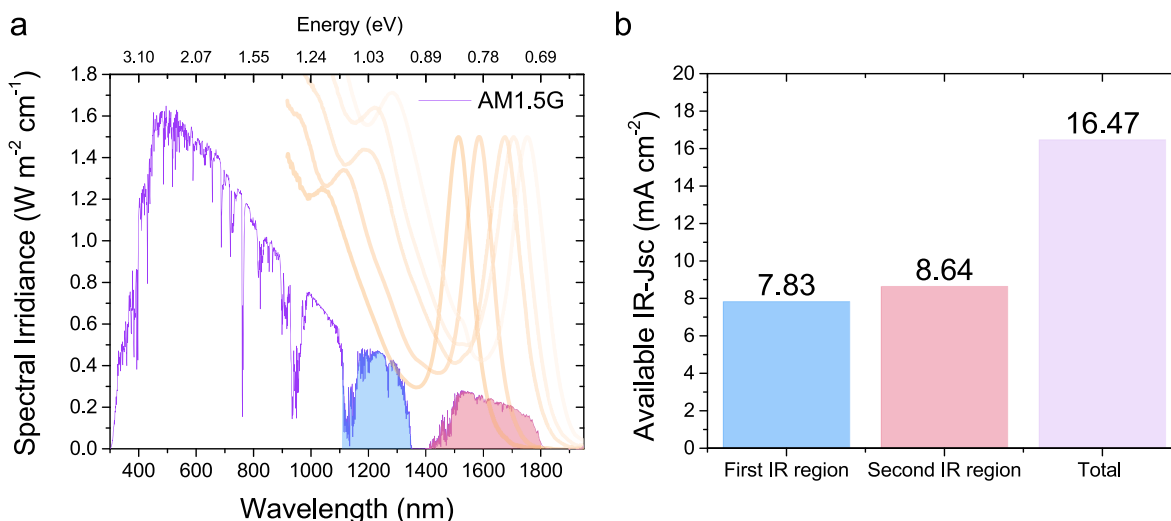 a
Energy (eV)
3.10 2.07 1.55 1.24 1.03 0.89 0.78 0.69
Spectral Irridiance (W m⁻² cm⁻¹)
1.8
1.6
1.4
1.2
1.0
0.8
0.6
0.4
0.2
0.0
AM1.5G
400 600 800 1000 1200 1400 1600 1800
Wavelength (nm)
b
Available IR-Jsc (mA cm⁻²)
20
18
16
14
12
10
8
6
4
2
0
7.83
8.64
16.47
First IR region Second IR region Total